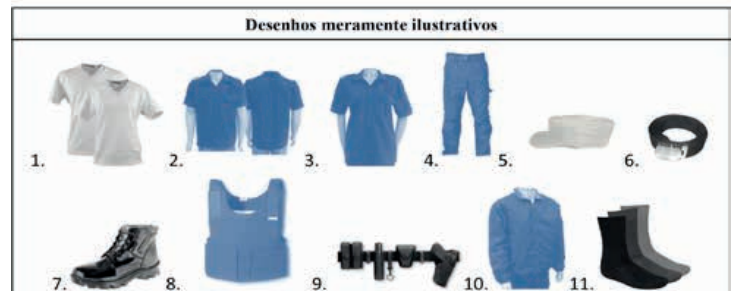 Desenhos meramente ilustrativos
1. 2. 3. 4. 5. 6.
7. 8. 9. 10. 11.